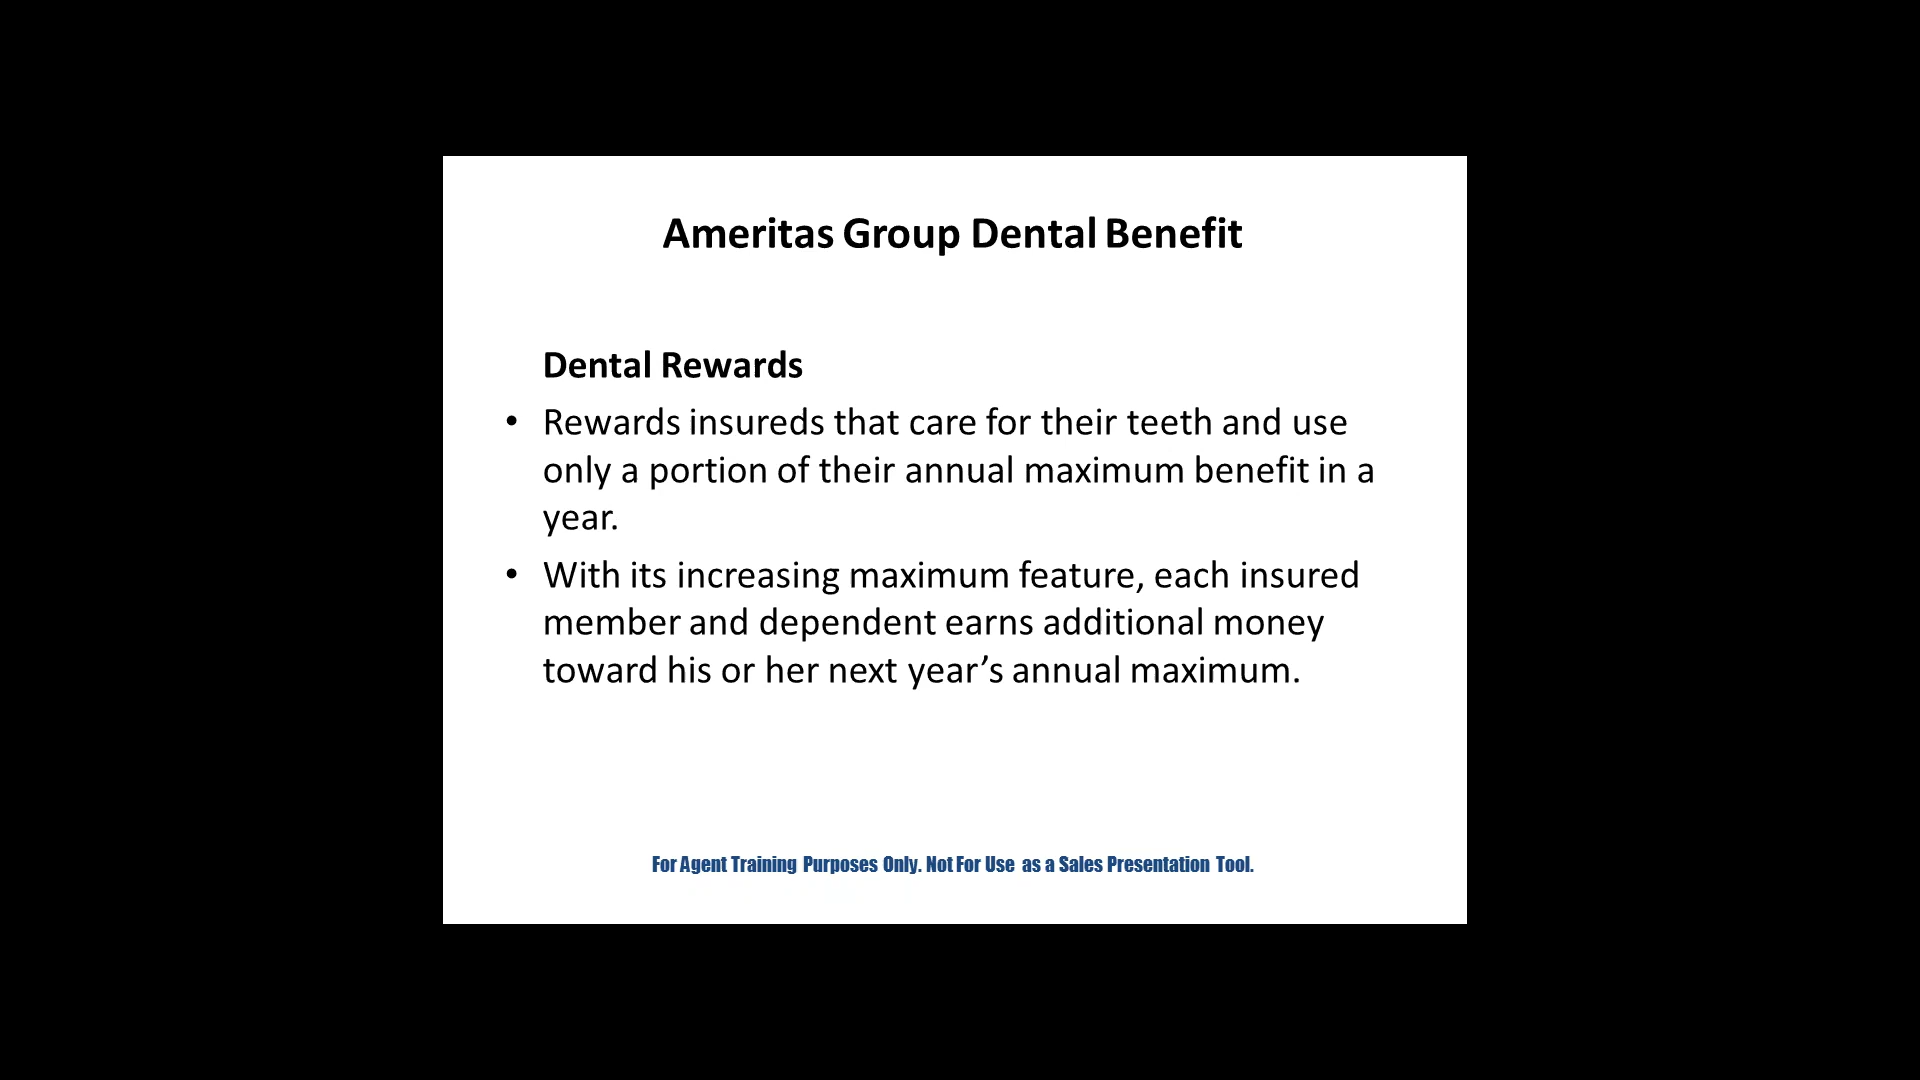 Ameritas Group Dental Benefit
Dental Rewards
• Rewards insureds that care for their teeth and use
only a portion of their annual maximum benefit in a
year.
• With its increasing maximum feature, each insured
member and dependent earns additional money
toward his or her next year’s annual maximum.
For Agent Training Purposes Only. Not For Use as a Sales Presentation Tool.